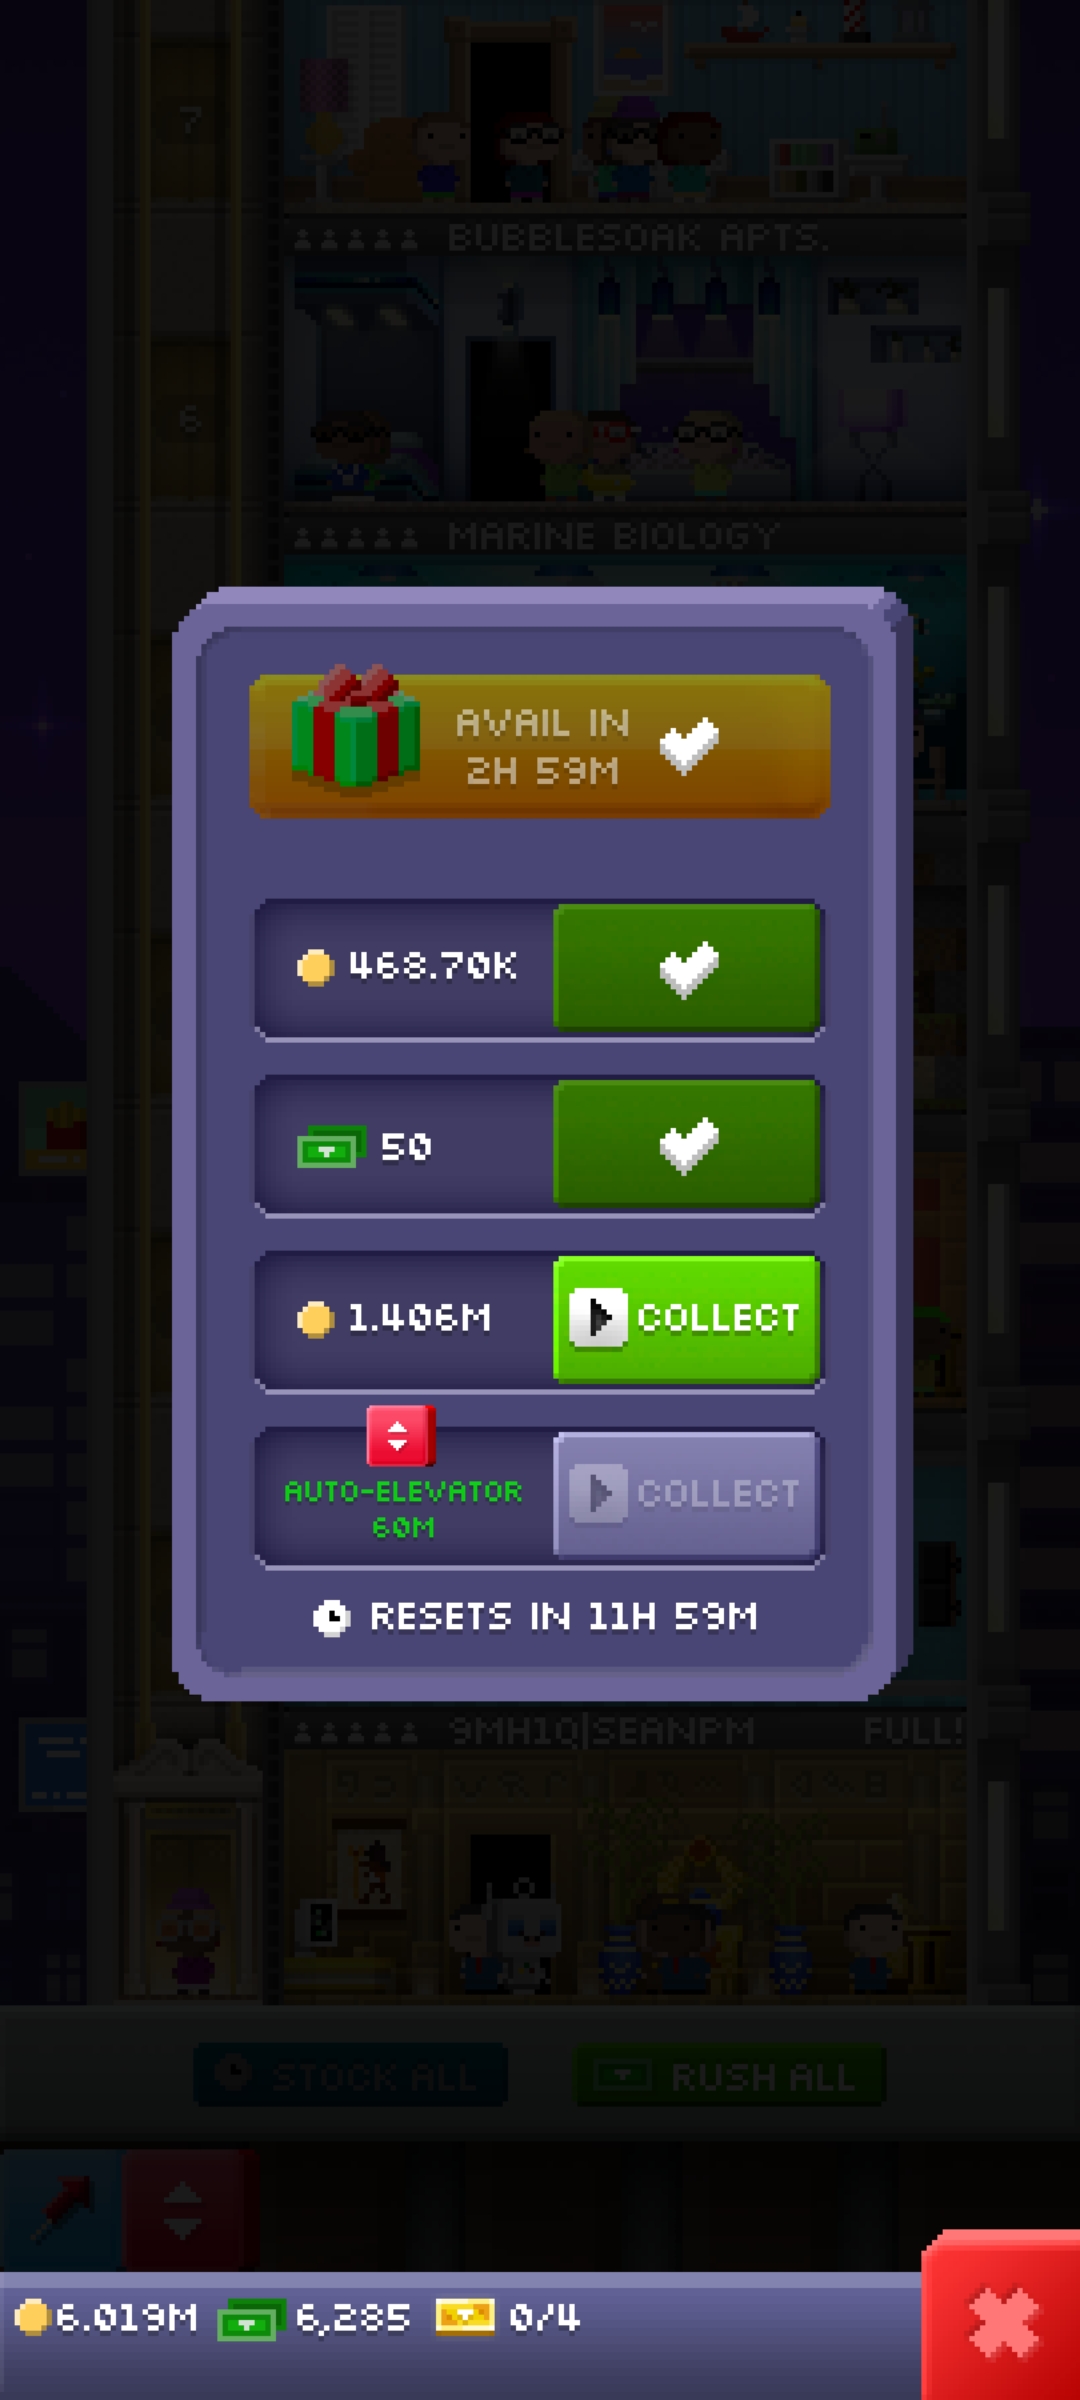 7
BUBBLESOAK APTS.
6
MARINE BIOLOGY
AVAIL IN
2H 59M
468.70K
50
1.406M
COLLECT
AUTO-ELEVATOR
60M
COLLECT
RESETS IN 11H 59M
9MH1Q|SEANPM FULL!
STOCK ALL
RUSH ALL
6.019M 6,285 0/4